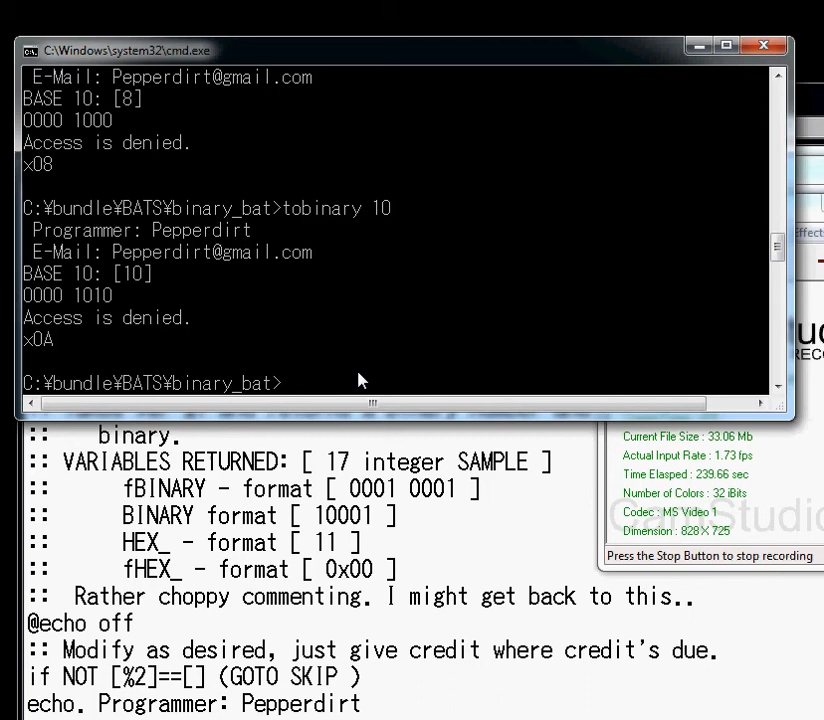 C:\Windows\system32\cmd.exe
E-Mail: Pepperdirt@gmail.com
BASE 10: [8]
0000 1000
Access is denied.
x08
C:¥bundle¥BATS¥binary_bat>tobinary 10
Programmer: Pepperdirt
E-Mail: Pepperdirt@gmail.com
BASE 10: [10]
0000 1010
Access is denied.
x0A
C:¥bundle¥BATS¥binary_bat>
Effects
Current File Size : 33.06 Mb
Actual Input Rate : 1.73 fps
Time Elasped : 239.66 sec
Number of Colors : 32 iBits
Codec : MS Video 1
Dimension : 828 X 725
CamStudio
Press the Stop Button to stop recording
:: binary.
:: VARIABLES RETURNED: [ 17 integer SAMPLE ]
:: fBINARY - format [ 0001 0001 ]
:: BINARY format [ 10001 ]
:: HEX_ - format [ 11 ]
:: fHEX_ - format [ 0x00 ]
:: Rather choppy commenting. I might get back to this..
@echo off
:: Modify as desired, just give credit where credit's due.
if NOT [%2]==[] (GOTO SKIP )
echo. Programmer: Pepperdirt